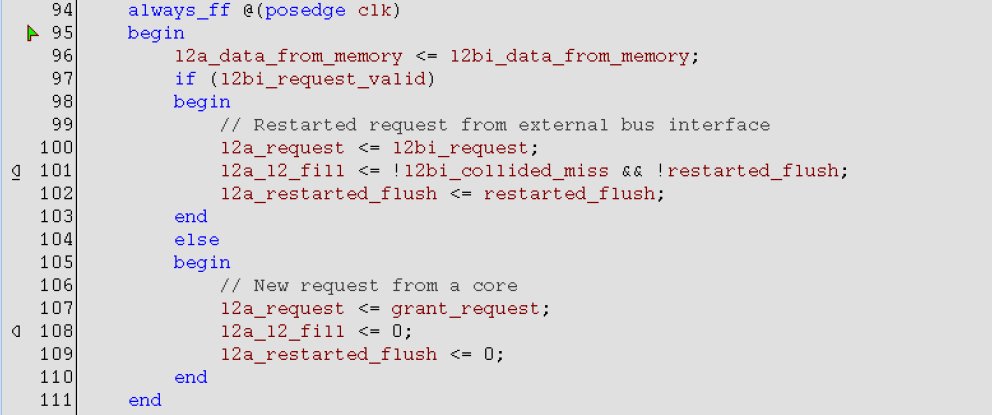 94 always_ff @(posedge clk)
95 begin
96 l2a_data_from_memory <= l2bi_data_from_memory;
97 if (l2bi_request_valid)
98 begin
99 // Restarted request from external bus interface
100 l2a_request <= l2bi_request;
101 l2a_l2_fill <= !l2bi_collided_miss && !restarted_flush;
102 l2a_restarted_flush <= restarted_flush;
103 end
104 else
105 begin
106 // New request from a core
107 l2a_request <= grant_request;
108 l2a_l2_fill <= 0;
109 l2a_restarted_flush <= 0;
110 end
111 end